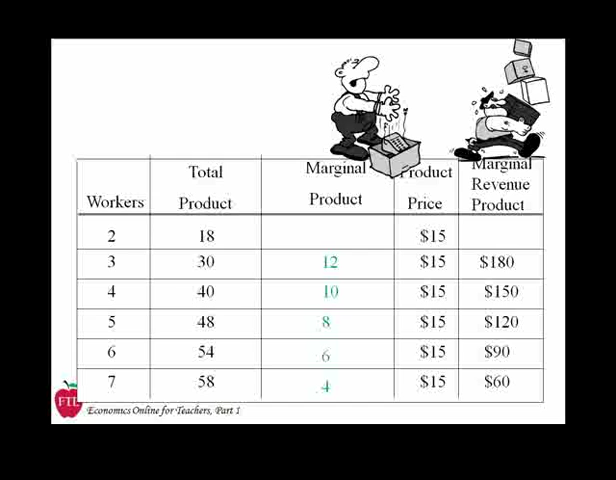 Workers Total Product Marginal Product Product Price Marginal Revenue Product
2 18 $15
3 30 12 $15 $180
4 40 10 $15 $150
5 48 8 $15 $120
6 54 6 $15 $90
7 58 4 $15 $60
FTE
Economics Online for Teachers, Part 1